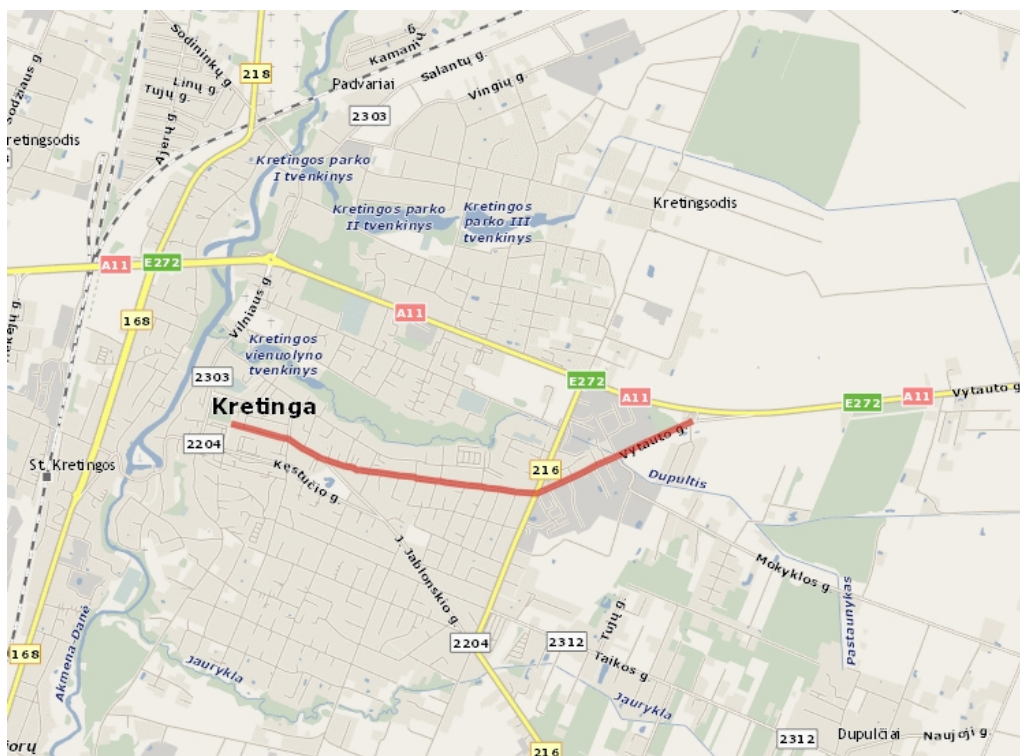 Sodininkų g.
Kamanių g.
Sodžiaus g.
218
Linų g.
Tujų g.
Padvariai
Salantų g.
Vingių g.
2303
Ajerų g.
Kretingos parko
I tvenkinys
Kretingos parko
II tvenkinys
Kretingos
parko III
tvenkinys
Kretingsodis
A11
E272
168
A11
Vilniaus g.
Kretingos
vienuolyno
tvenkinys
2303
E272
A11
E272
A11
Vytauto g.
Kretinga
2204
Vytauto g.
St. Kretingos
Kęstučio g.
216
Dupultis
J. Jablonskio g.
Mokyklos g.
Pastaunykas
Akmena-Danė
168
Jaurykla
2204
2312
Tujų g.
Taikos g.
Jaurykla
2312
Dupulčiai
Naujoji g.
216